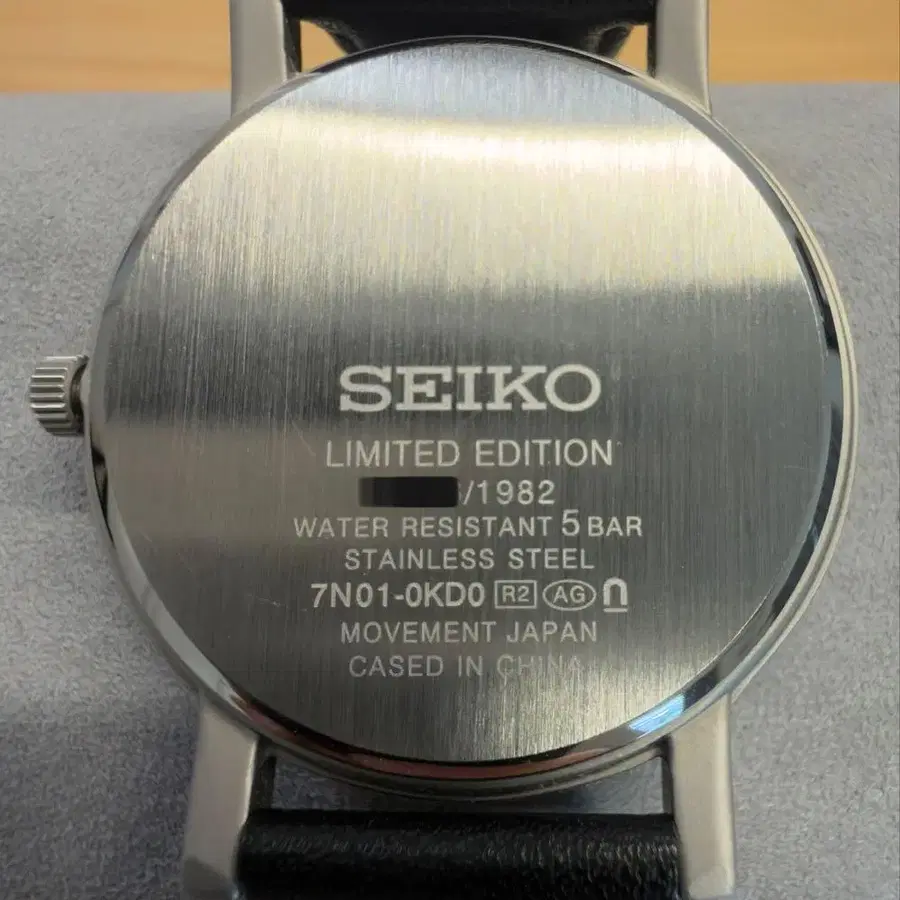 SEIKO
LIMITED EDITION
/1982
WATER RESISTANT 5 BAR
STAINLESS STEEL
7N01-0KD0 R2 AG
MOVEMENT JAPAN
CASED IN CHINA